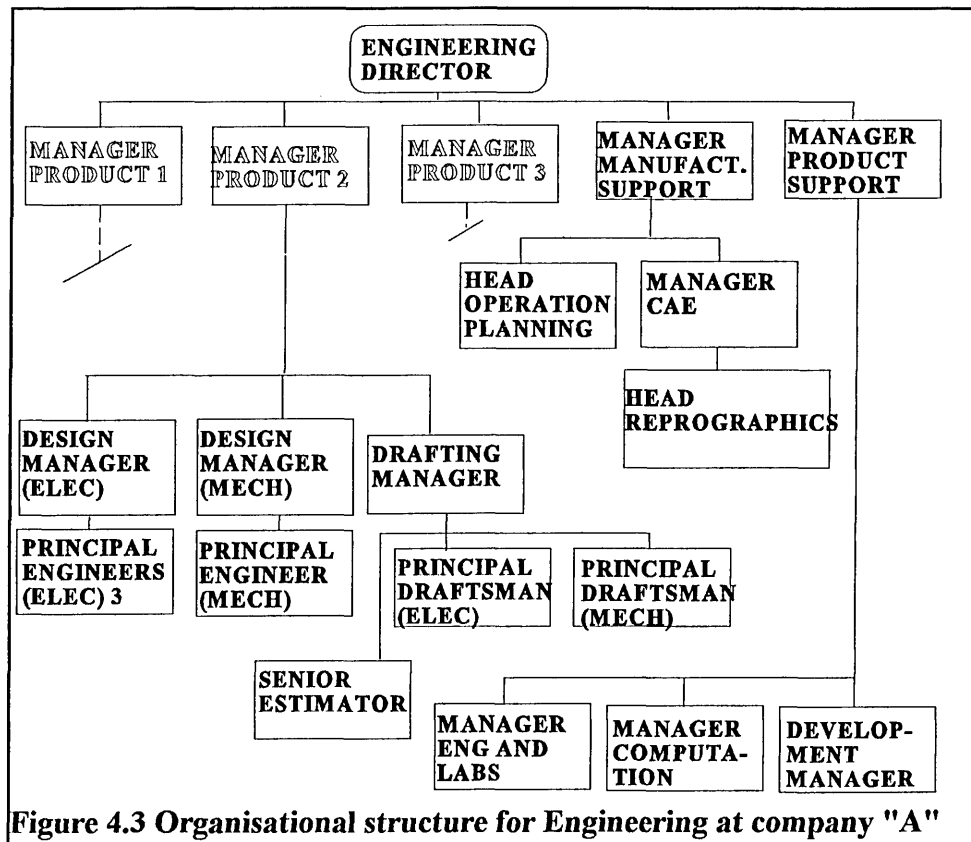 ENGINEERING
DIRECTOR
MANAGER
PRODUCT 1
MANAGER
PRODUCT 2
MANAGER
PRODUCT 3
MANAGER
MANUFACT.
SUPPORT
MANAGER
PRODUCT
SUPPORT
HEAD
OPERATION
PLANNING
MANAGER
CAE
HEAD
REPROGRAPHICS
DESIGN
MANAGER
(ELEC)
DESIGN
MANAGER
(MECH)
DRAFTING
MANAGER
PRINCIPAL
ENGINEERS
(ELEC) 3
PRINCIPAL
ENGINEER
(MECH)
PRINCIPAL
DRAFTSMAN
(ELEC)
PRINCIPAL
DRAFTSMAN
(MECH)
SENIOR
ESTIMATOR
MANAGER
ENG AND
LABS
MANAGER
COMPUTA-
TION
DEVELOP-
MENT
MANAGER
Figure 4.3 Organisational structure for Engineering at company "A"